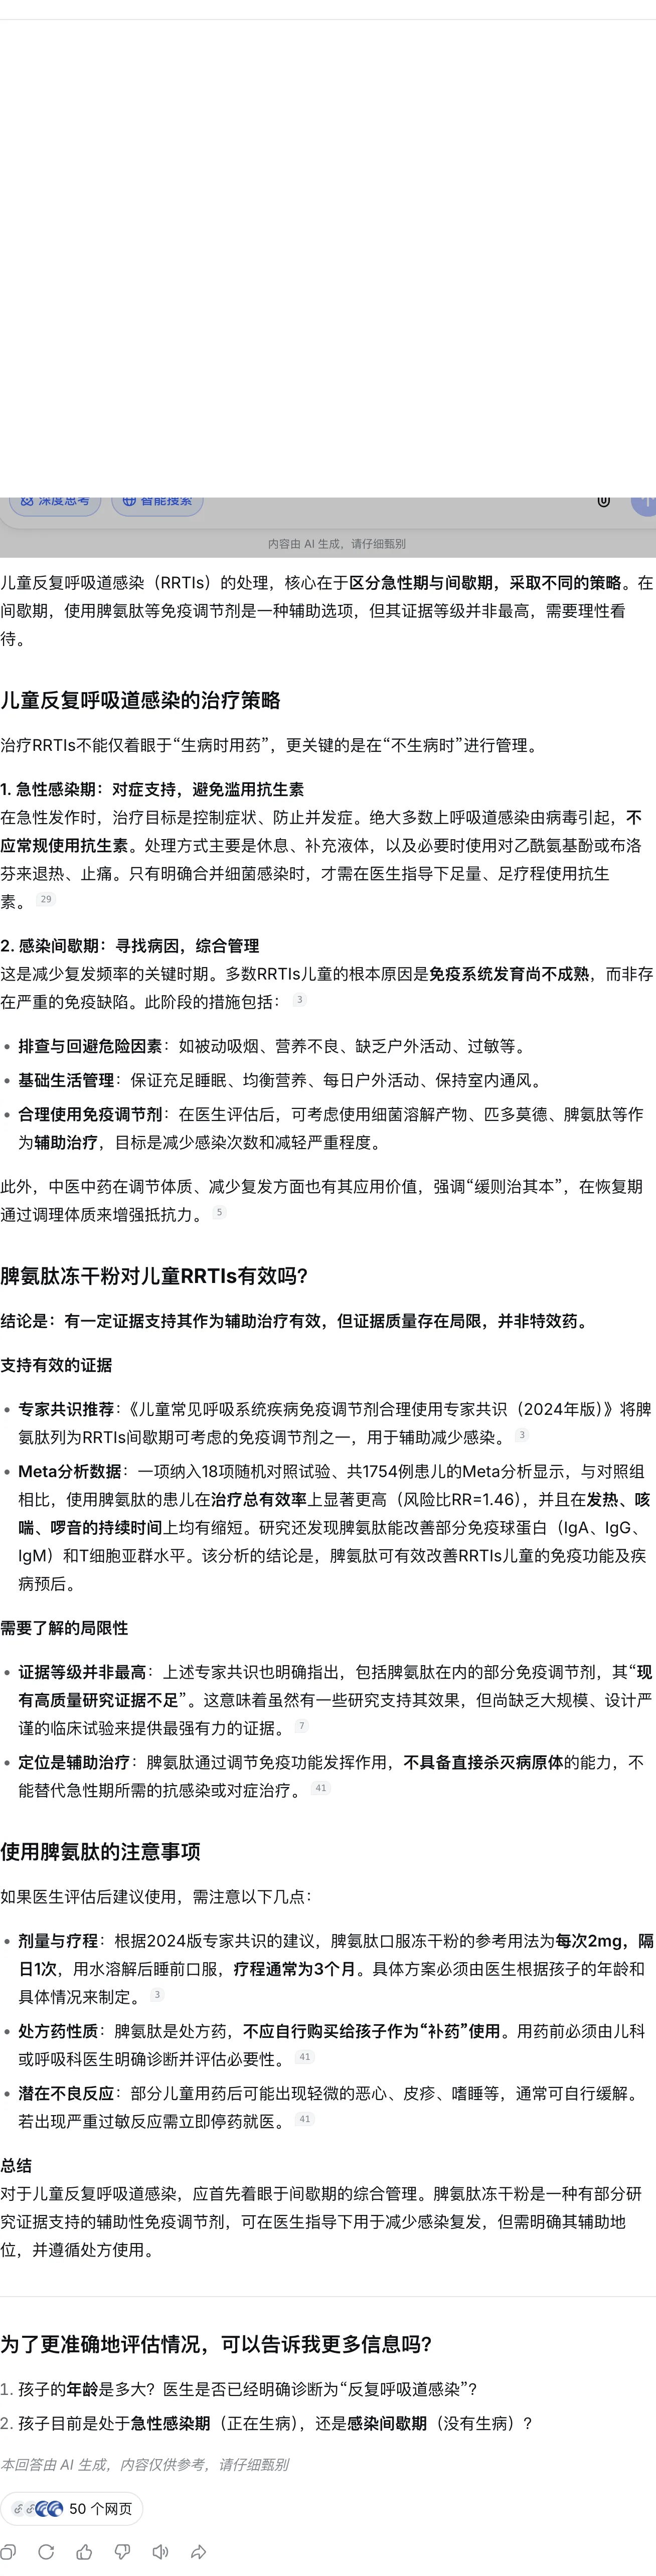 深度思考 智能搜索
内容由 AI 生成，请仔细甄别
儿童反复呼吸道感染（RRTIs）的处理，核心在于区分急性期与间歇期，采取不同的策略。在
间歇期，使用脾氨肽等免疫调节剂是一种辅助选项，但其证据等级并非最高，需要理性看
待。
儿童反复呼吸道感染的治疗策略
治疗RRTIs不能仅着眼于“生病时用药”，更关键的是在“不生病时”进行管理。
1. 急性感染期：对症支持，避免滥用抗生素
在急性发作时，治疗目标是控制症状、防止并发症。绝大多数上呼吸道感染由病毒引起，不
应常规使用抗生素。处理方式主要是休息、补充液体，以及必要时使用对乙酰氨基酚或布洛
芬来退热、止痛。只有明确合并细菌感染时，才需在医生指导下足量、足疗程使用抗生
素。 29
2. 感染间歇期：寻找病因，综合管理
这是减少复发频率的关键时期。多数RRTIs儿童的根本原因是免疫系统发育尚不成熟，而非存
在严重的免疫缺陷。此阶段的措施包括： 3
• 排查与回避危险因素：如被动吸烟、营养不良、缺乏户外活动、过敏等。
• 基础生活管理：保证充足睡眠、均衡营养、每日户外活动、保持室内通风。
• 合理使用免疫调节剂：在医生评估后，可考虑使用细菌溶解产物、匹多莫德、脾氨肽等作
为辅助治疗，目标是减少感染次数和减轻严重程度。
此外，中医中药在调节体质、减少复发方面也有其应用价值，强调“缓则治其本”，在恢复期
通过调理体质来增强抵抗力。 5
脾氨肽冻干粉对儿童RRTIs有效吗?
结论是：有一定证据支持其作为辅助治疗有效，但证据质量存在局限，并非特效药。
支持有效的证据
• 专家共识推荐：《儿童常见呼吸系统疾病免疫调节剂合理使用专家共识（2024年版）》将脾
氨肽列为RRTIs间歇期可考虑的免疫调节剂之一，用于辅助减少感染。 3
• Meta分析数据：一项纳入18项随机对照试验、共1754例患儿的Meta分析显示，与对照组
相比，使用脾氨肽的患儿在治疗总有效率上显著更高（风险比RR=1.46），并且在发热、咳
喘、啰音的持续时间上均有缩短。研究还发现脾氨肽能改善部分免疫球蛋白（IgA、IgG、
IgM）和T细胞亚群水平。该分析的结论是，脾氨肽可有效改善RRTIs儿童的免疫功能及疾
病预后。
需要了解的局限性
• 证据等级并非最高：上述专家共识也明确指出，包括脾氨肽在内的部分免疫调节剂，其“现
有高质量研究证据不足”。这意味着虽然有一些研究支持其效果，但尚缺乏大规模、设计严
谨的临床试验来提供最强有力的证据。 7
• 定位是辅助治疗：脾氨肽通过调节免疫功能发挥作用，不具备直接杀灭病原体的能力，不
能替代急性期所需的抗感染或对症治疗。 41
使用脾氨肽的注意事项
如果医生评估后建议使用，需注意以下几点：
• 剂量与疗程：根据2024版专家共识的建议，脾氨肽口服冻干粉的参考用法为每次2mg，隔
日1次，用水溶解后睡前口服，疗程通常为3个月。具体方案必须由医生根据孩子的年龄和
具体情况来制定。 3
• 处方药性质：脾氨肽是处方药，不应自行购买给孩子作为“补药”使用。用药前必须由儿科
或呼吸科医生明确诊断并评估必要性。 41
• 潜在不良反应：部分儿童用药后可能出现轻微的恶心、皮疹、嗜睡等，通常可自行缓解。
若出现严重过敏反应需立即停药就医。 41
总结
对于儿童反复呼吸道感染，应首先着眼于间歇期的综合管理。脾氨肽冻干粉是一种有部分研
究证据支持的辅助性免疫调节剂，可在医生指导下用于减少感染复发，但需明确其辅助地
位，并遵循处方使用。
为了更准确地评估情况，可以告诉我更多信息吗?
1. 孩子的年龄是多大？医生是否已经明确诊断为“反复呼吸道感染”?
2. 孩子目前是处于急性感染期（正在生病），还是感染间歇期（没有生病）?
本回答由 AI 生成，内容仅供参考，请仔细甄别
50 个网页